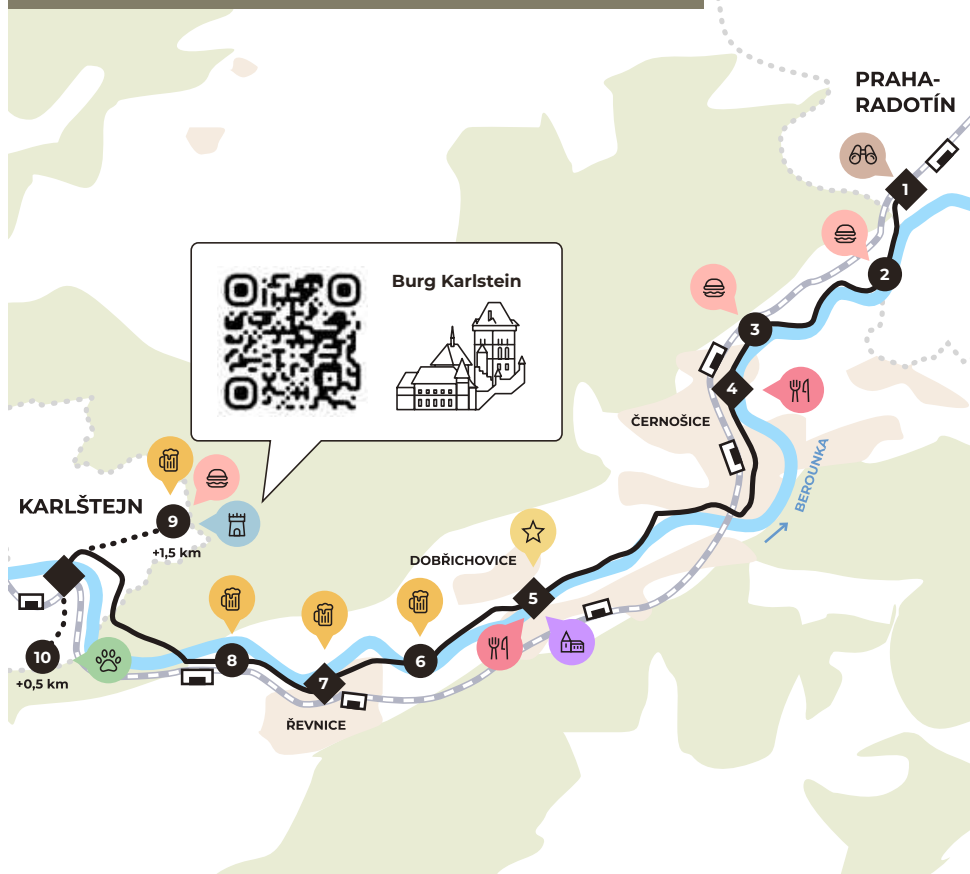 PRAHA-
RADOTÍN
1
2
3
4
ČERNOŠICE
BEROUNKA
Burg Karlstein
KARLŠTEJN
9
+1,5 km
DOBŘICHOVICE
5
6
7
8
ŘEVNICE
10
+0,5 km